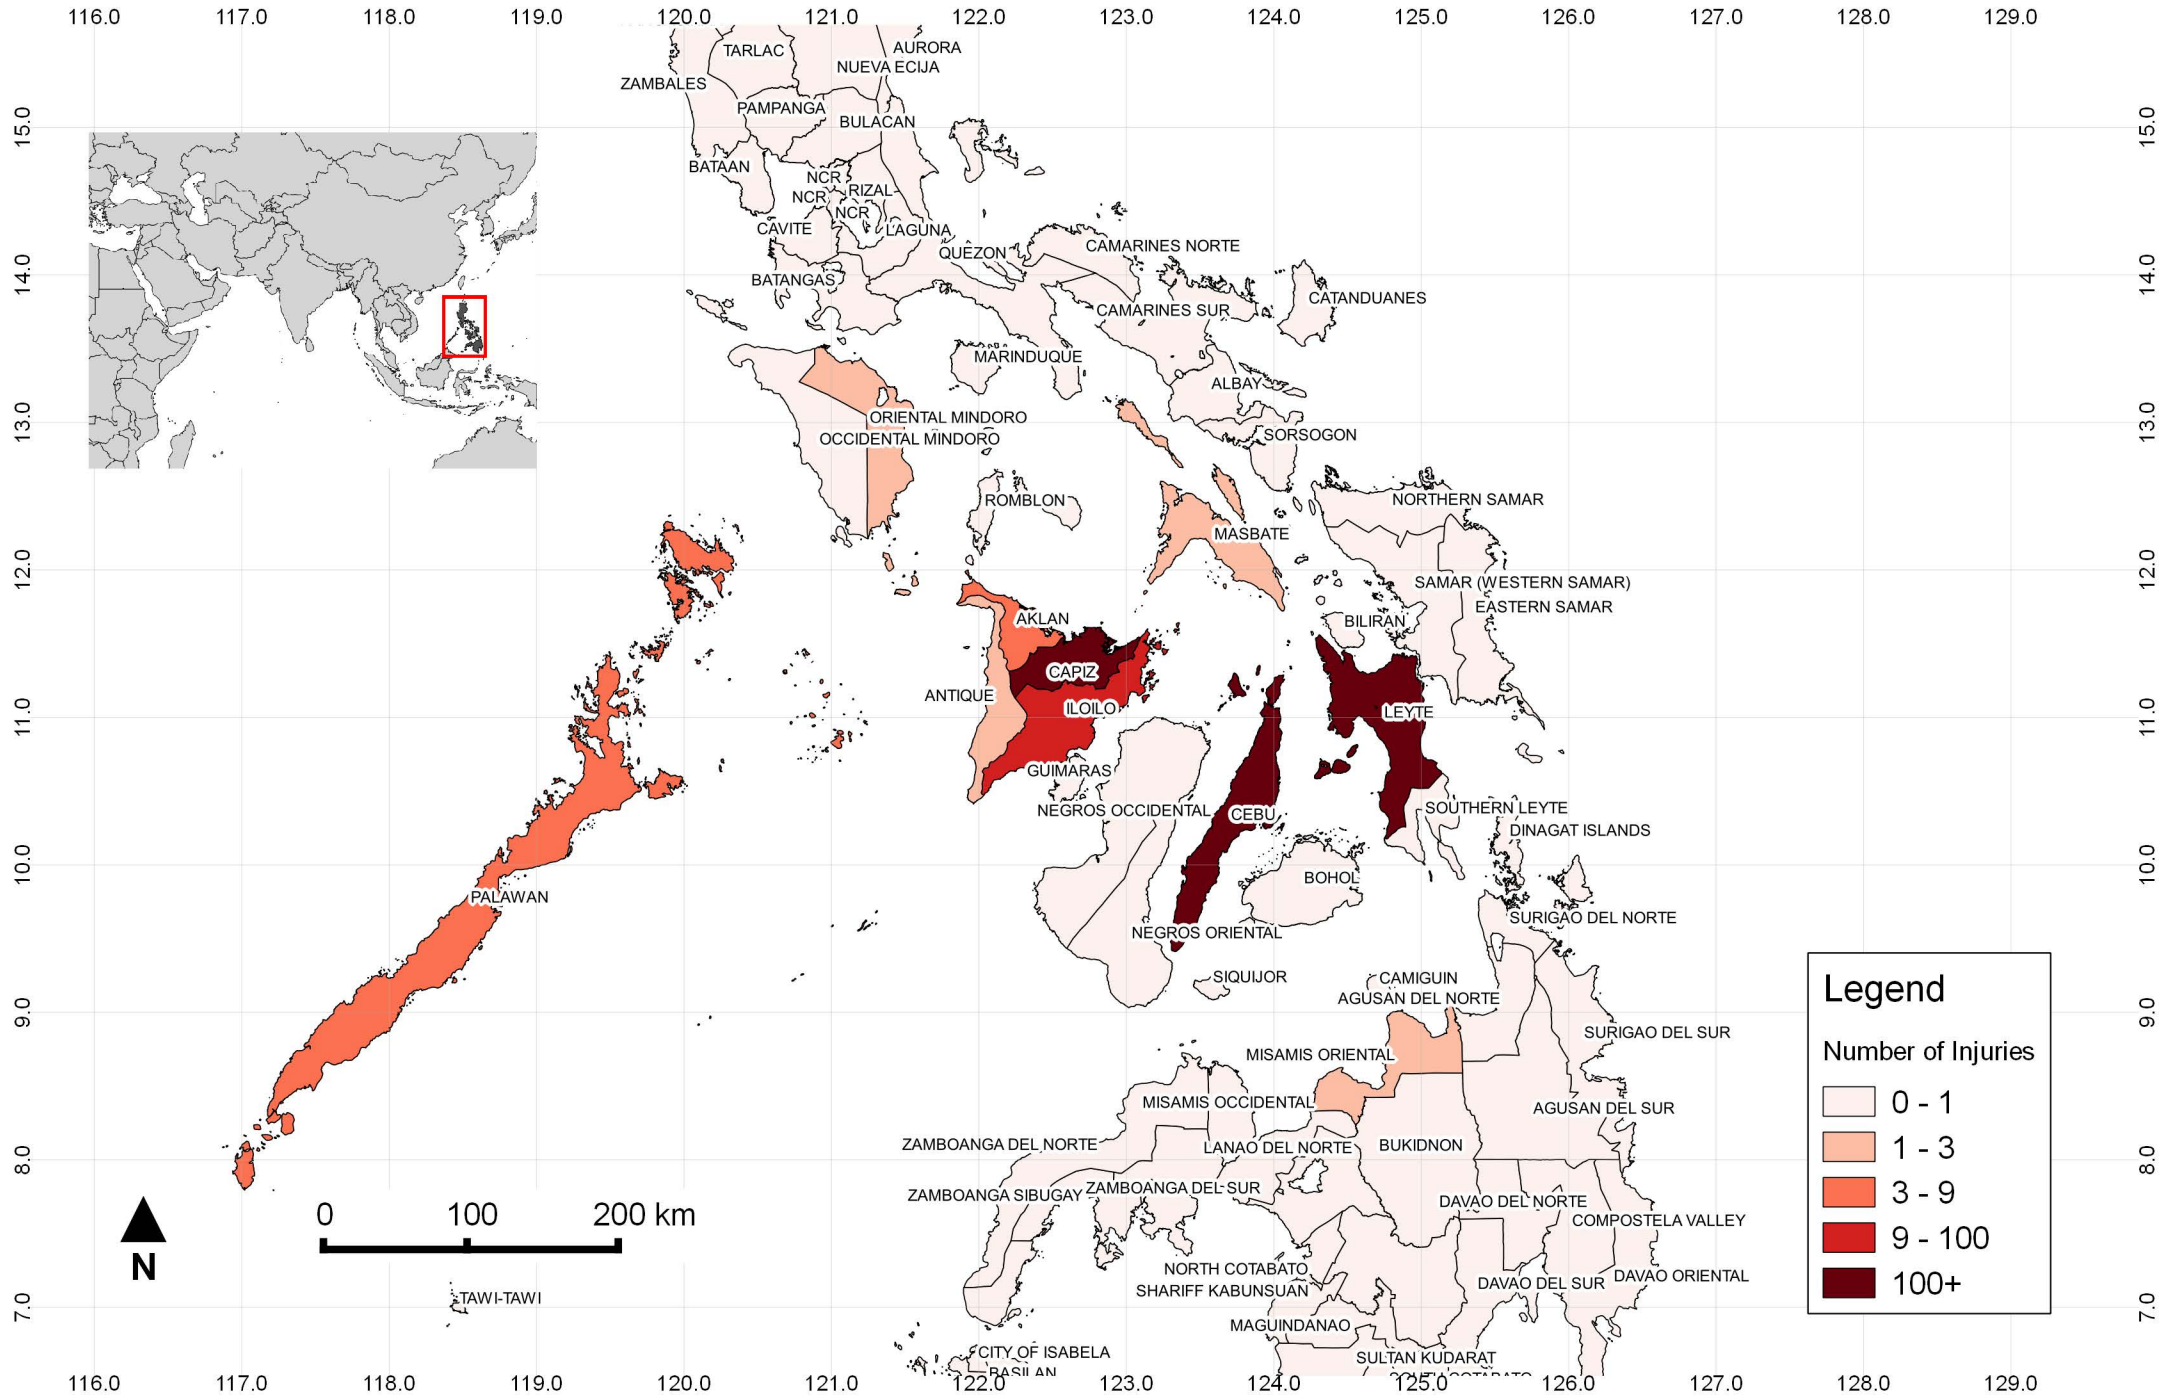 116.0 117.0 118.0 119.0 120.0 121.0 122.0 123.0 124.0 125.0 126.0 127.0 128.0 129.0
TARLAC
AURORA
NUEVA ECIJA
ZAMBALES
PAMPANGA
BULACAN
15.0 15.0
BATAAN
NCR
RIZAL
NCR
NCR
CAVITE
LAGUNA
QUEZON
CAMARINES NORTE
14.0 14.0
BATANGAS
CATANDUANES
CAMARINES SUR
MARINDUQUE
ALBAY
ORIENTAL MINDORO
13.0 13.0
OCCIDENTAL MINDORO
SORSOGON
ROMBLON
NORTHERN SAMAR
MASBATE
12.0 12.0
SAMAR (WESTERN SAMAR)
EASTERN SAMAR
AKLAN
BILIRAN
CAPIZ
ANTIQUE
ILOILO
LEYTE
11.0 11.0
GUIMARAS
NEGROS OCCIDENTAL
CEBU
SOUTHERN LEYTE
DINAGAT ISLANDS
10.0 10.0
BOHOL
PALAWAN
SURIGAO DEL NORTE
NEGROS ORIENTAL
SIQUIJOR
CAMIGUIN
AGUSAN DEL NORTE
9.0 9.0
SURIGAO DEL SUR
MISAMIS ORIENTAL
MISAMIS OCCIDENTAL
AGUSAN DEL SUR
ZAMBOANGA DEL NORTE
LANAO DEL NORTE
BUKIDNON
8.0 8.0
ZAMBOANGA SIBUGAY
ZAMBOANGA DEL SUR
DAVAO DEL NORTE
COMPOSTELA VALLEY
NORTH COTABATO
SHARIFF KABUNSUAN
DAVAO DEL SUR
DAVAO ORIENTAL
TAWI-TAWI
7.0 7.0
MAGUINDANAO
CITY OF ISABELA
BASILAN
SULTAN KUDARAT
0 100 200 km
N
Legend
Number of Injuries
0 - 1
1 - 3
3 - 9
9 - 100
100+
116.0 117.0 118.0 119.0 120.0 121.0 122.0 123.0 124.0 125.0 126.0 127.0 128.0 129.0